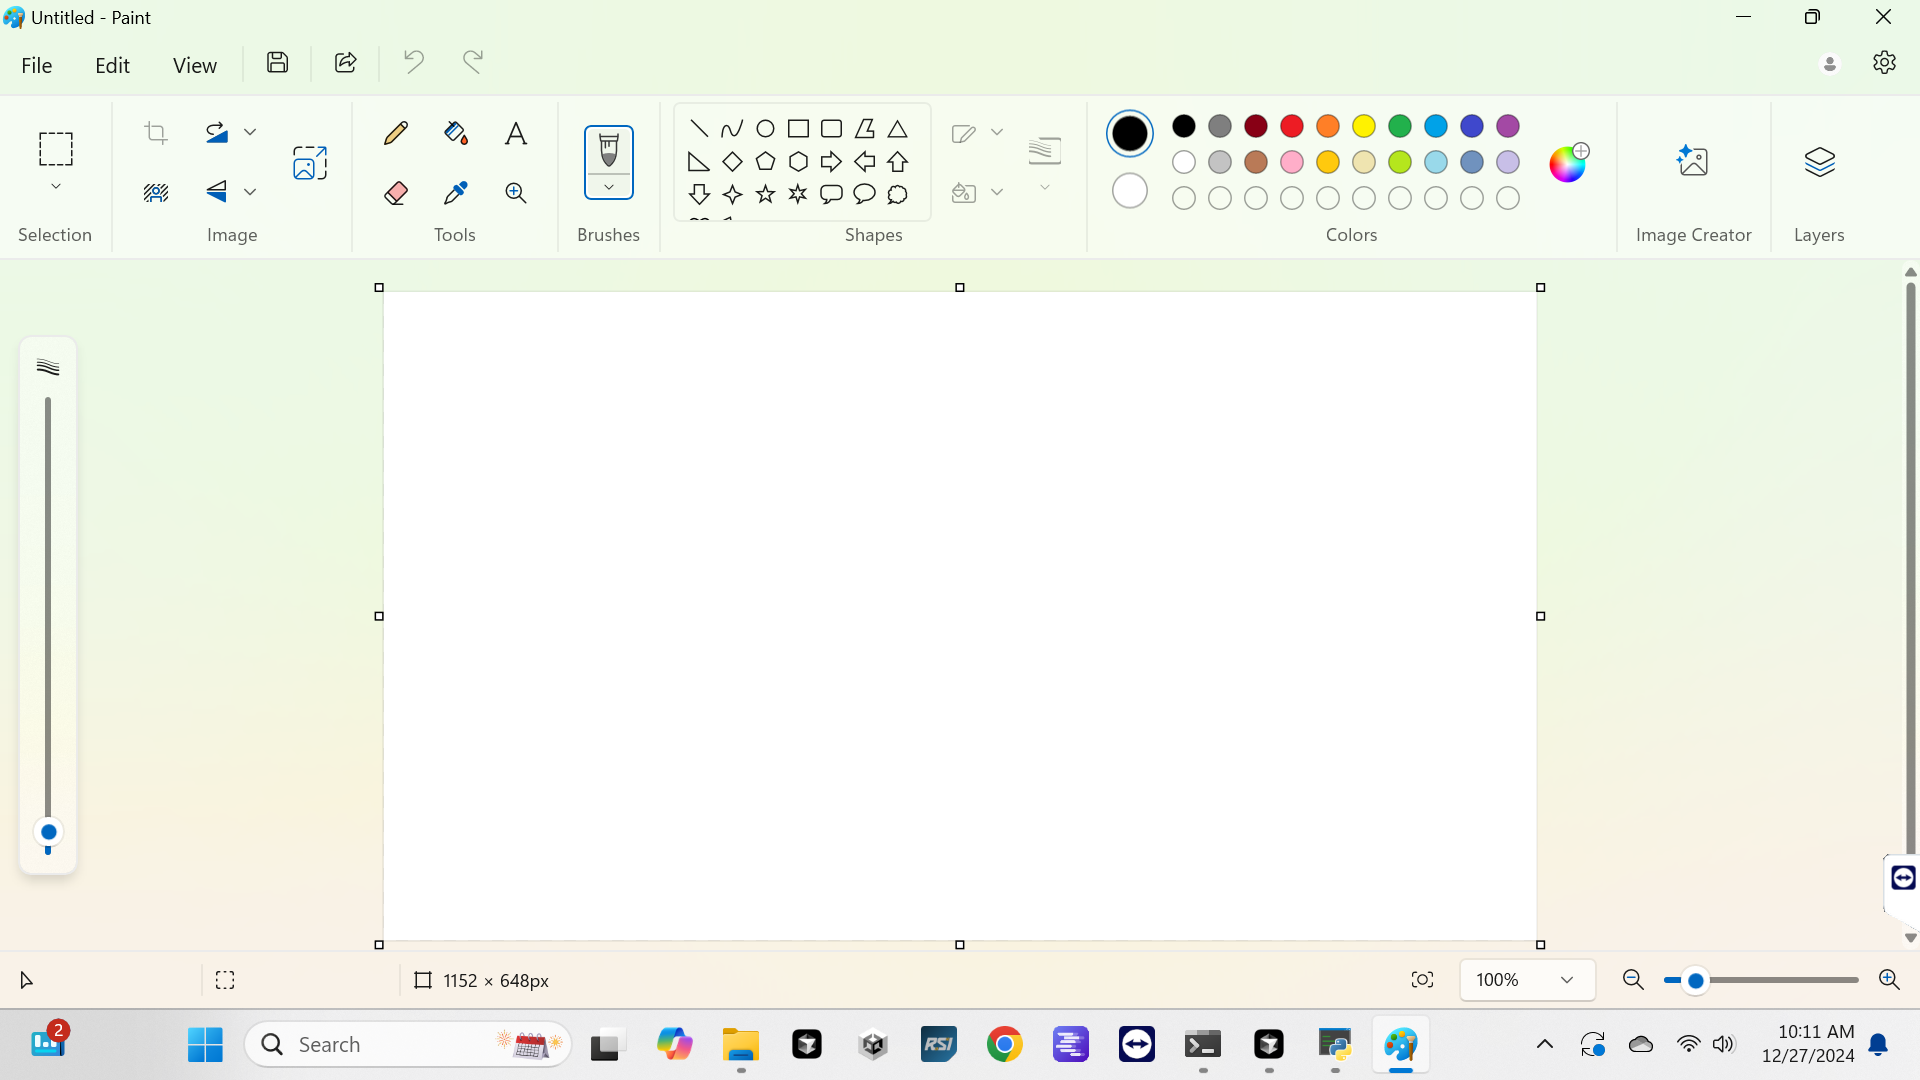 Untitled - Paint
File Edit View
Selection Image Tools Brushes Shapes Colors Image Creator Layers
1152 × 648px 100%
2 Search RSI 10:11 AM
12/27/2024